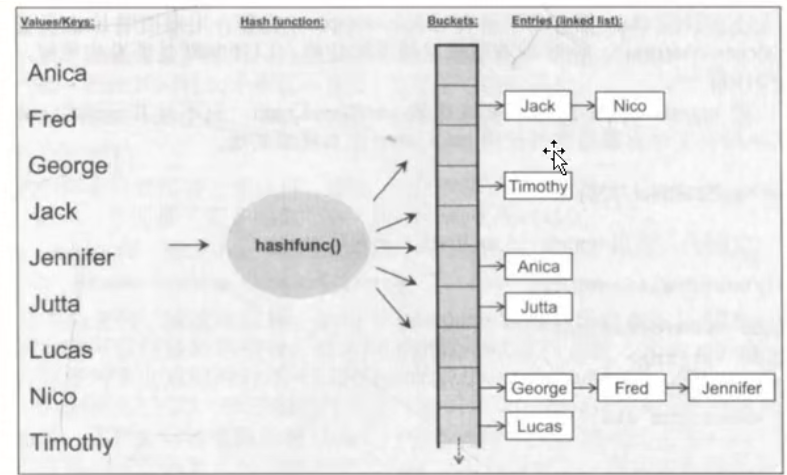 Values/Keys:
Hash function:
Buckets:
Entries (linked list):
Anica
Fred
George
Jack
Jennifer
Jutta
Lucas
Nico
Timothy
hashfunc()
Jack
Nico
Timothy
Anica
Jutta
George
Fred
Jennifer
Lucas